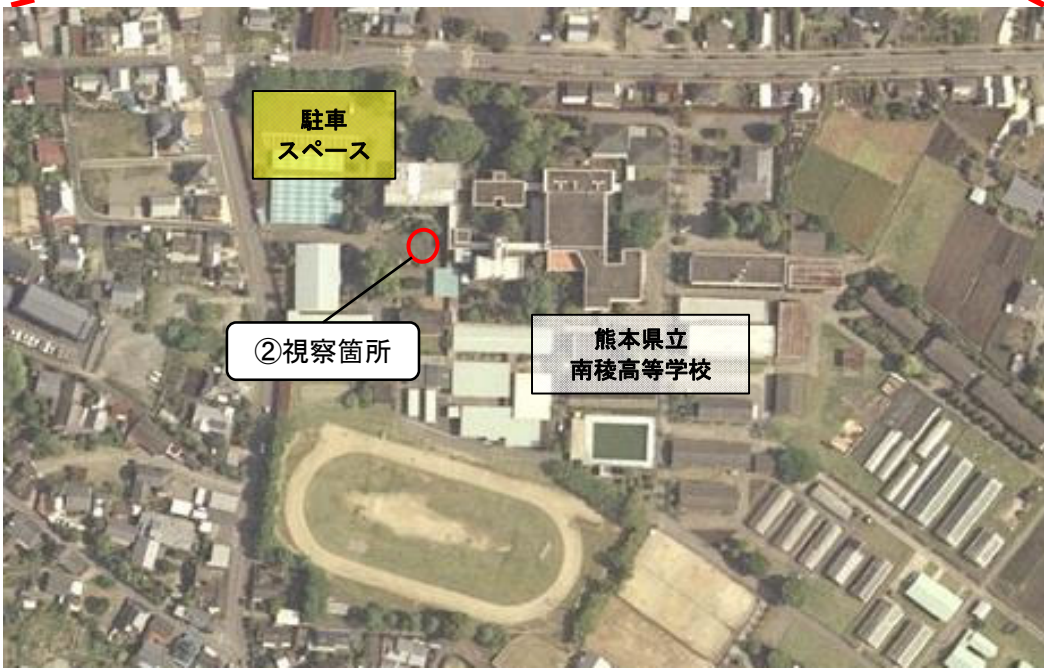 駐車
スペース
②視察箇所
熊本県立
南稜高等学校